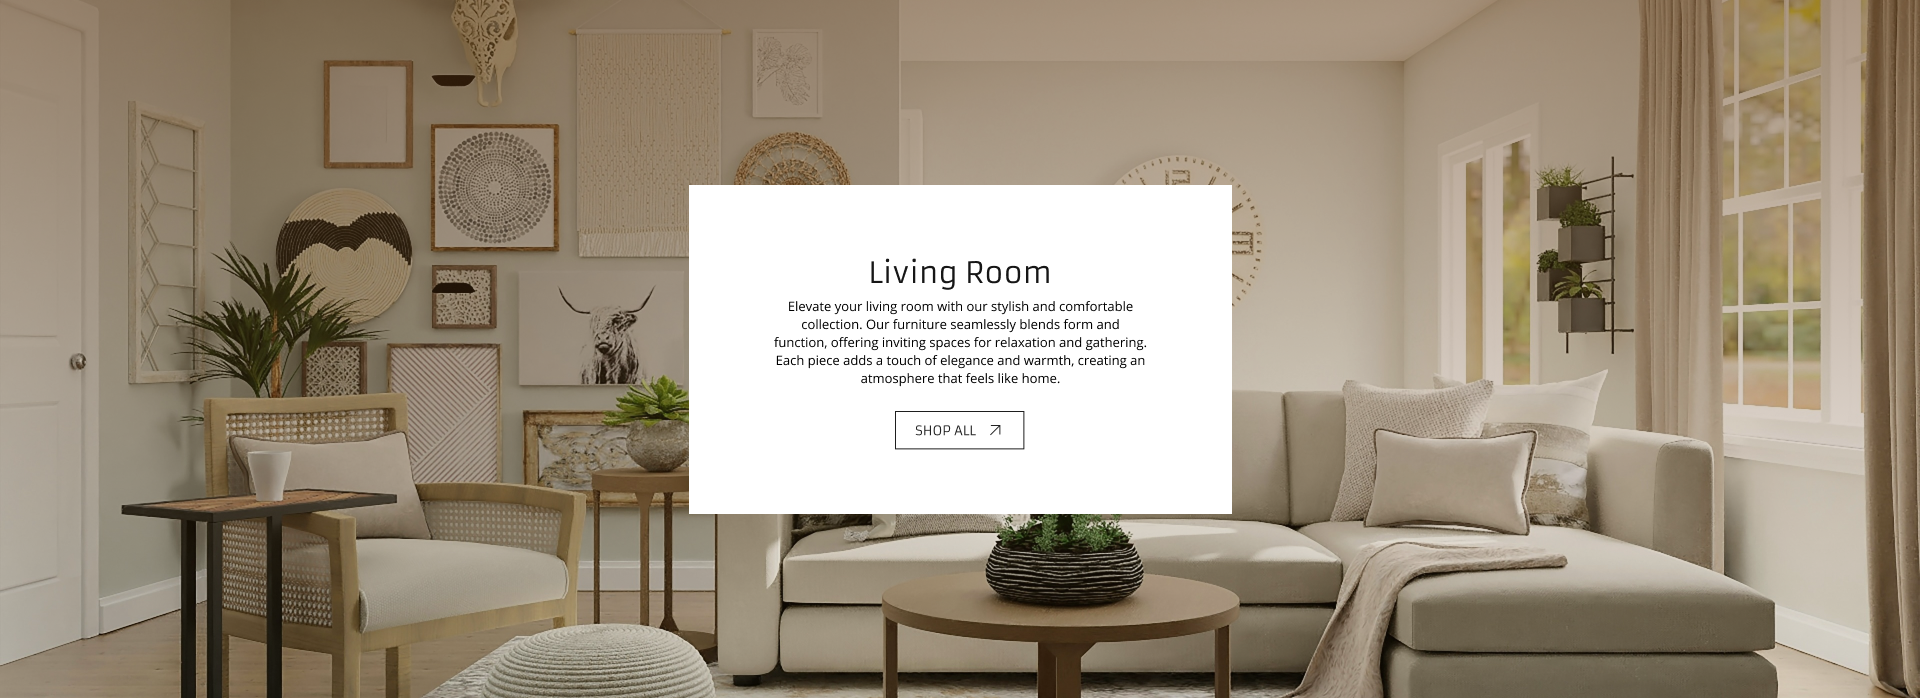 Living Room
Elevate your living room with our stylish and comfortable
collection. Our furniture seamlessly blends form and
function, offering inviting spaces for relaxation and gathering.
Each piece adds a touch of elegance and warmth, creating an
atmosphere that feels like home.
SHOP ALL